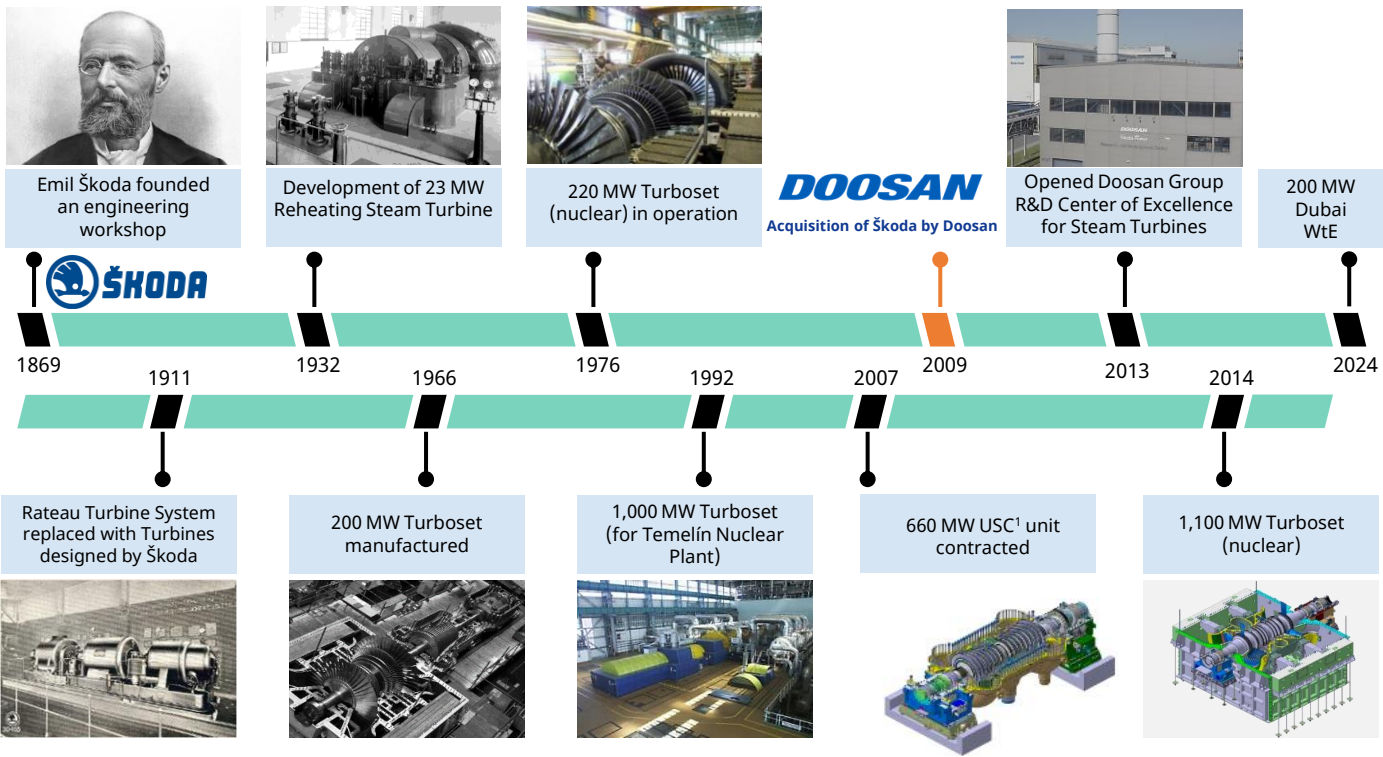 Emil Škoda founded
an engineering
workshop
Development of 23 MW
Reheating Steam Turbine
220 MW Turboset
(nuclear) in operation
DOOSAN
Acquisition of Škoda by Doosan
DOOSAN
Opened Doosan Group
R&D Center of Excellence
for Steam Turbines
200 MW
Dubai
WtE
ŠKODA
1869
1932
1976
2009
2013
2024
1911
1966
1992
2007
2014
Rateau Turbine System
replaced with Turbines
designed by Škoda
200 MW Turboset
manufactured
1,000 MW Turboset
(for Temelín Nuclear
Plant)
660 MW USC¹ unit
contracted
1,100 MW Turboset
(nuclear)